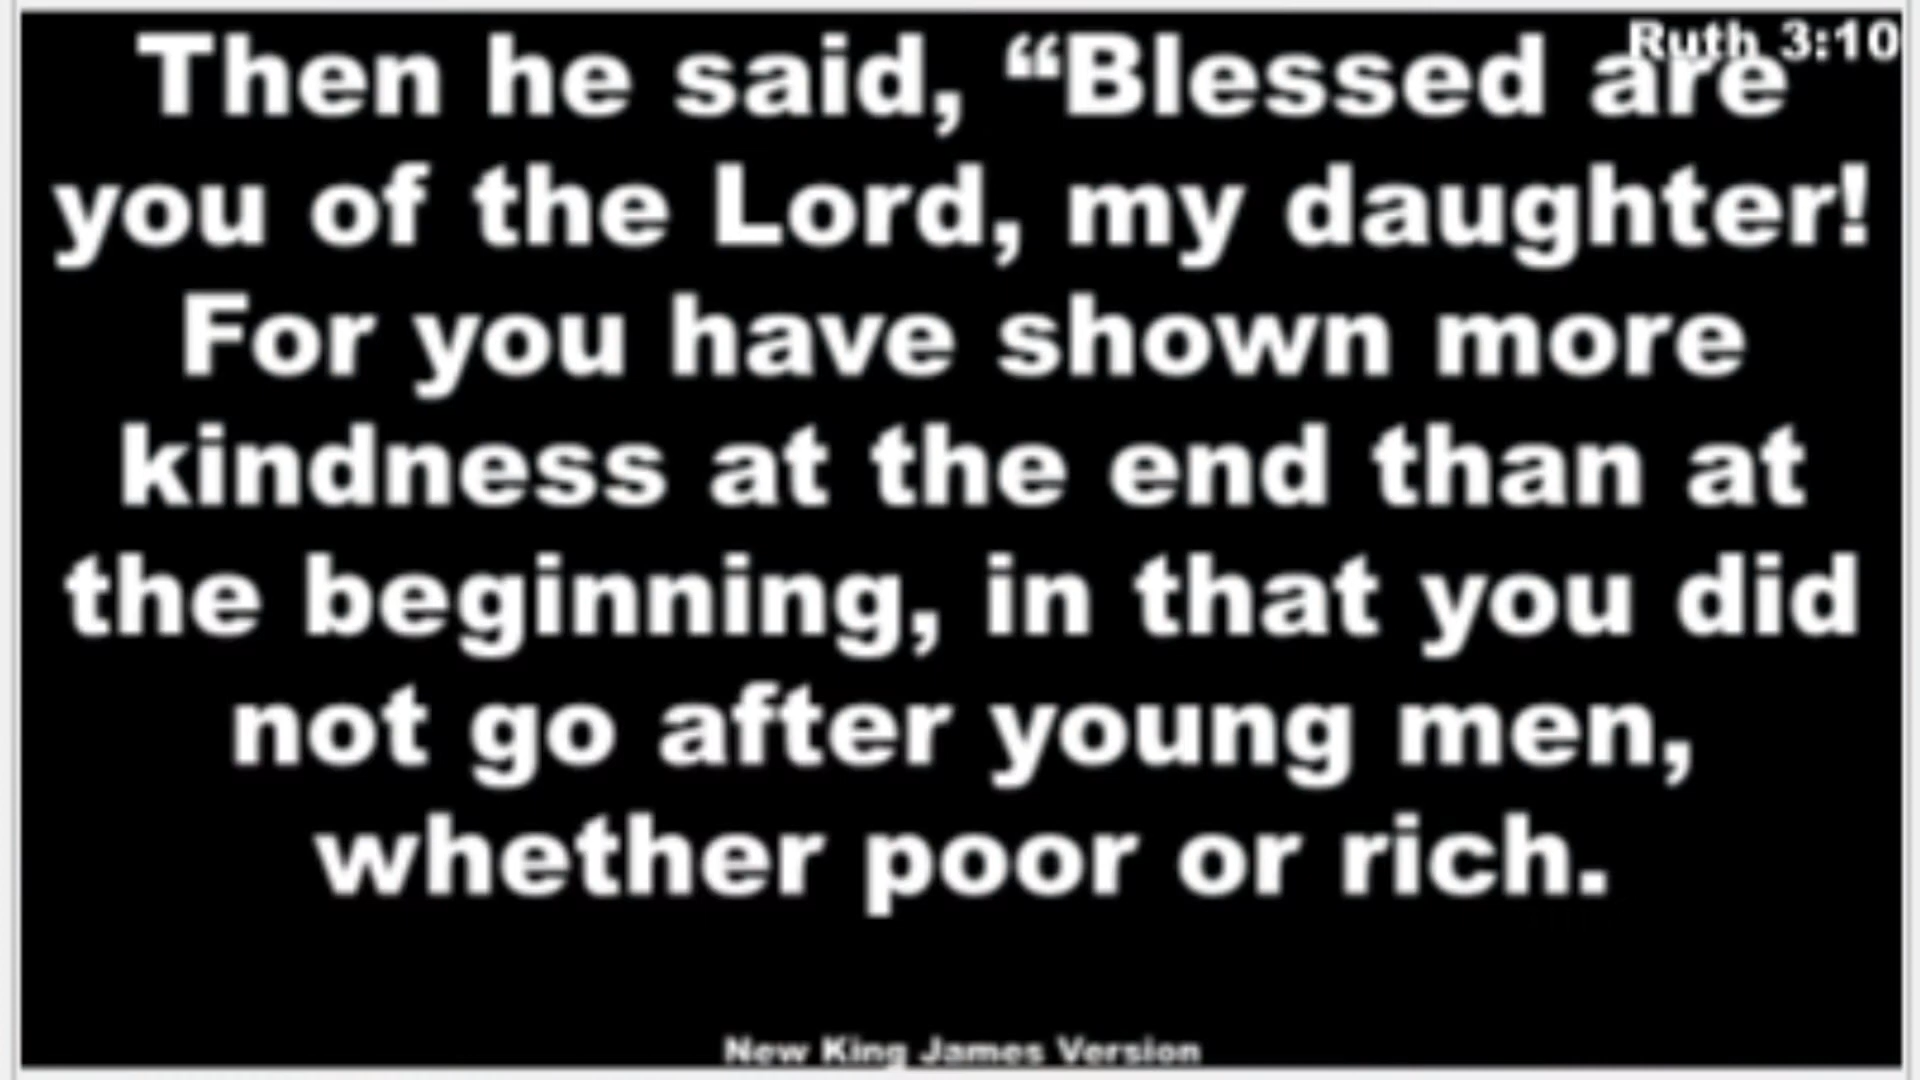 Ruth 3:10
Then he said, “Blessed are
you of the Lord, my daughter!
For you have shown more
kindness at the end than at
the beginning, in that you did
not go after young men,
whether poor or rich.
New King James Version